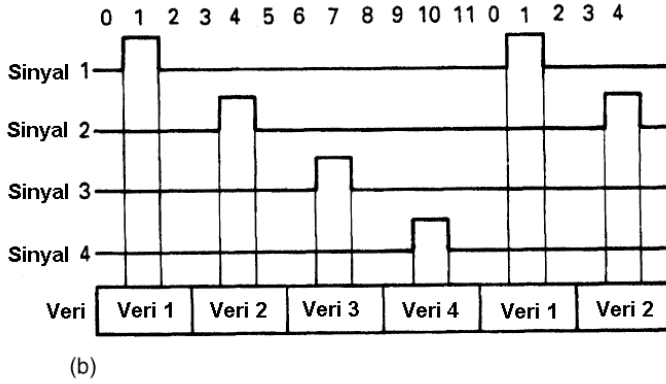 0 1 2 3 4 5 6 7 8 9 10 11 0 1 2 3 4
Sinyal 1
Sinyal 2
Sinyal 3
Sinyal 4
Veri Veri 1 Veri 2 Veri 3 Veri 4 Veri 1 Veri 2
(b)